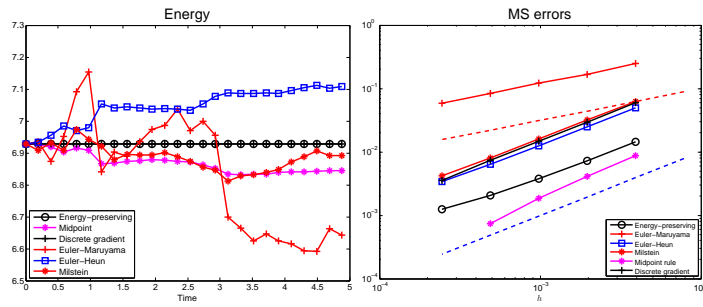 Energy
7.3
7.2
7.1
7
6.9
6.8
6.7
6.6
6.5
0
0.5
1
1.5
2
2.5
3
3.5
4
4.5
5
Time
Energy−preserving
Midpoint
Discrete gradient
Euler−Maruyama
Euler−Heun
Milstein
MS errors
10^0
10^-1
10^-2
10^-3
10^-4
10^-3
10
h
Energy−preserving
Euler−Maruyama
Euler−Heun
Milstein
Midpoint rule
Discrete gradient